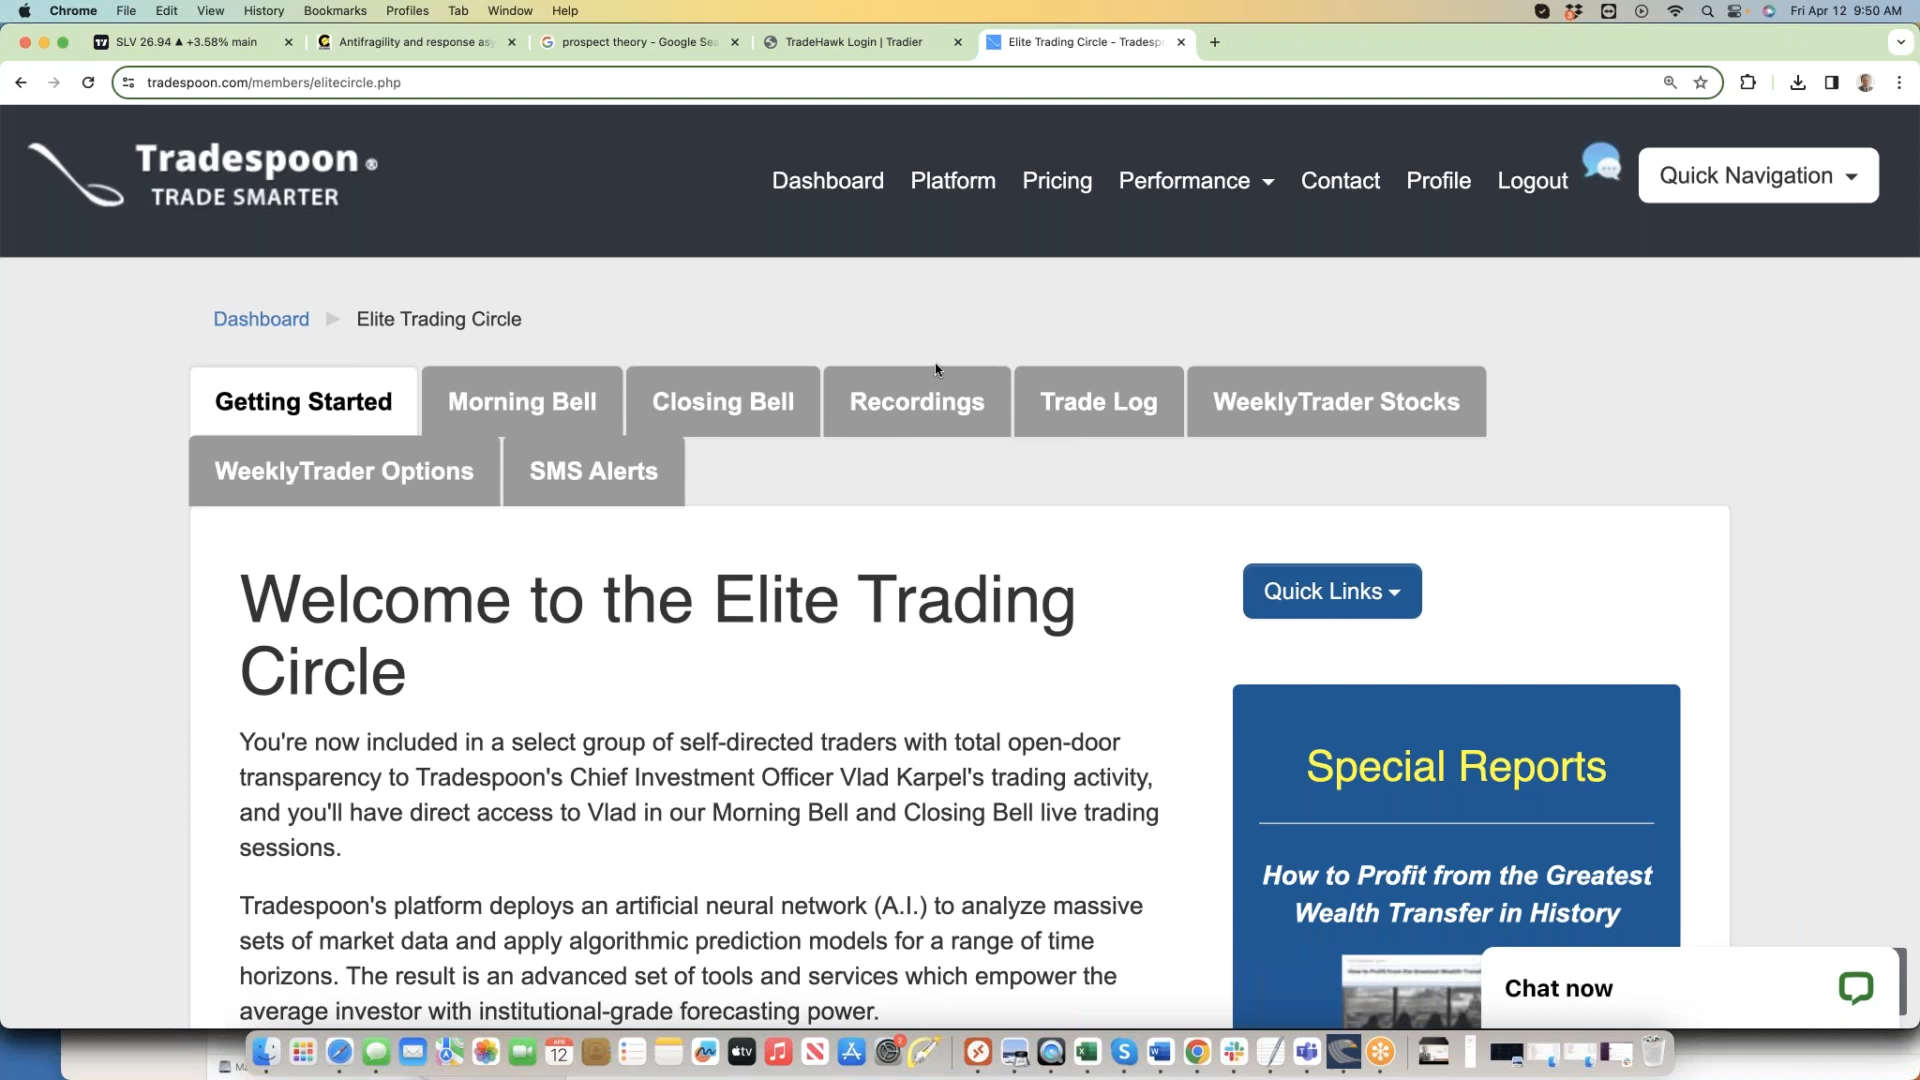 Chrome File Edit View History Bookmarks Profiles Tab Window Help Fri Apr 12 9:50 AM
SLV 26.94 ▲ +3.58% main Antifragility and response asy prospect theory - Google Sea TradeHawk Login | Tradier Elite Trading Circle - Tradesp
tradespoon.com/members/elitecircle.php
Tradespoon®
TRADE SMARTER
Dashboard Platform Pricing Performance Contact Profile Logout Quick Navigation
Dashboard Elite Trading Circle
Getting Started Morning Bell Closing Bell Recordings Trade Log WeeklyTrader Stocks
WeeklyTrader Options SMS Alerts
Welcome to the Elite Trading
Circle
Quick Links
You're now included in a select group of self-directed traders with total open-door
transparency to Tradespoon's Chief Investment Officer Vlad Karpel's trading activity,
and you'll have direct access to Vlad in our Morning Bell and Closing Bell live trading
sessions.
Tradespoon's platform deploys an artificial neural network (A.I.) to analyze massive
sets of market data and apply algorithmic prediction models for a range of time
horizons. The result is an advanced set of tools and services which empower the
average investor with institutional-grade forecasting power.
Special Reports
How to Profit from the Greatest
Wealth Transfer in History
Chat now
APR
12
tv